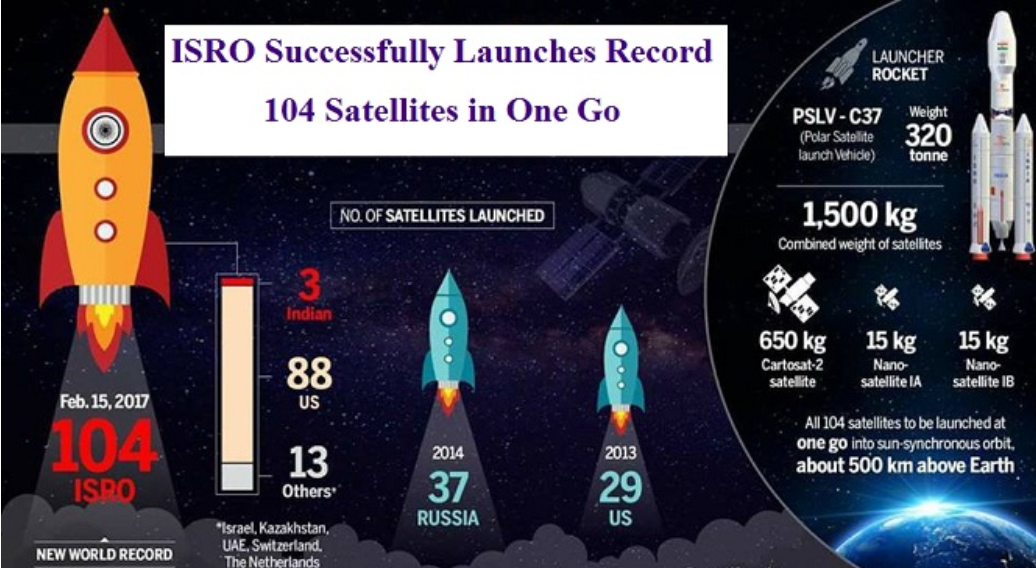 ISRO Successfully Launches Record
104 Satellites in One Go
NO. OF SATELLITES LAUNCHED
3
Indian
88
US
13
Others*
*Israel, Kazakhstan,
UAE, Switzerland,
The Netherlands
Feb. 15, 2017
104
ISRO
NEW WORLD RECORD
2014
37
RUSSIA
2013
29
US
LAUNCHER
ROCKET
PSLV - C37
(Polar Satellite
launch Vehicle)
Weight
320
tonne
1,500 kg
Combined weight of satellites
650 kg
Cartosat-2
satellite
15 kg
Nano-
satellite IA
15 kg
Nano-
satellite IB
All 104 satellites to be launched at
one go into sun-synchronous orbit,
about 500 km above Earth